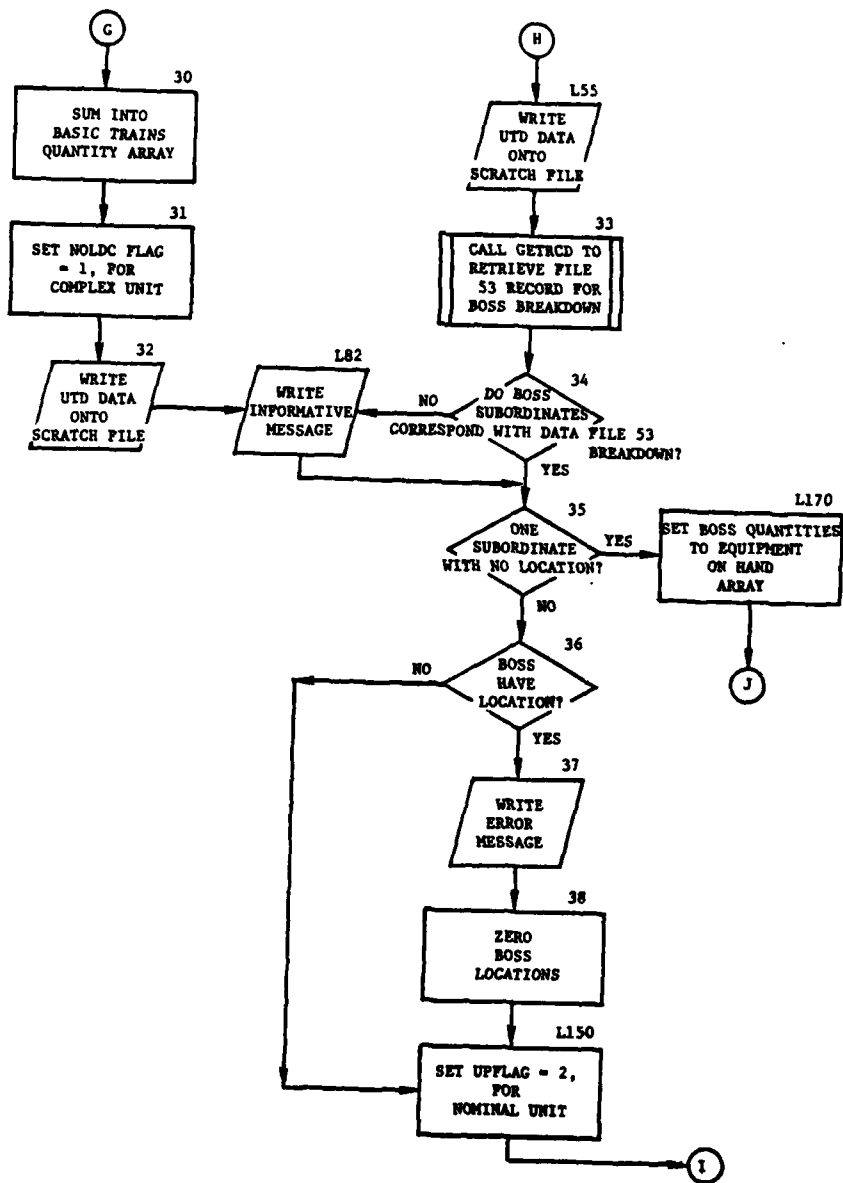 G
30
SUM INTO
BASIC TRAINS
QUANTITY ARRAY
31
SET NOLDC FLAG
= 1, FOR
COMPLEX UNIT
32
WRITE
UTD DATA
ONTO
SCRATCH FILE
L82
WRITE
INFORMATIVE
MESSAGE
H
L55
WRITE
UTD DATA
ONTO
SCRATCH FILE
33
CALL GETRCD TO
RETRIEVE FILE
53 RECORD FOR
BOSS BREAKDOWN
34
DO BOSS
SUBORDINATES
CORRESPOND WITH DATA FILE 53
BREAKDOWN?
NO
YES
35
ONE
SUBORDINATE
WITH NO LOCATION?
YES
NO
L170
SET BOSS QUANTITIES
TO EQUIPMENT
ON HAND
ARRAY
J
36
BOSS
HAVE
LOCATION?
NO
YES
37
WRITE
ERROR
MESSAGE
38
ZERO
BOSS
LOCATIONS
L150
SET UPFLAG = 2,
FOR
NOMINAL UNIT
I